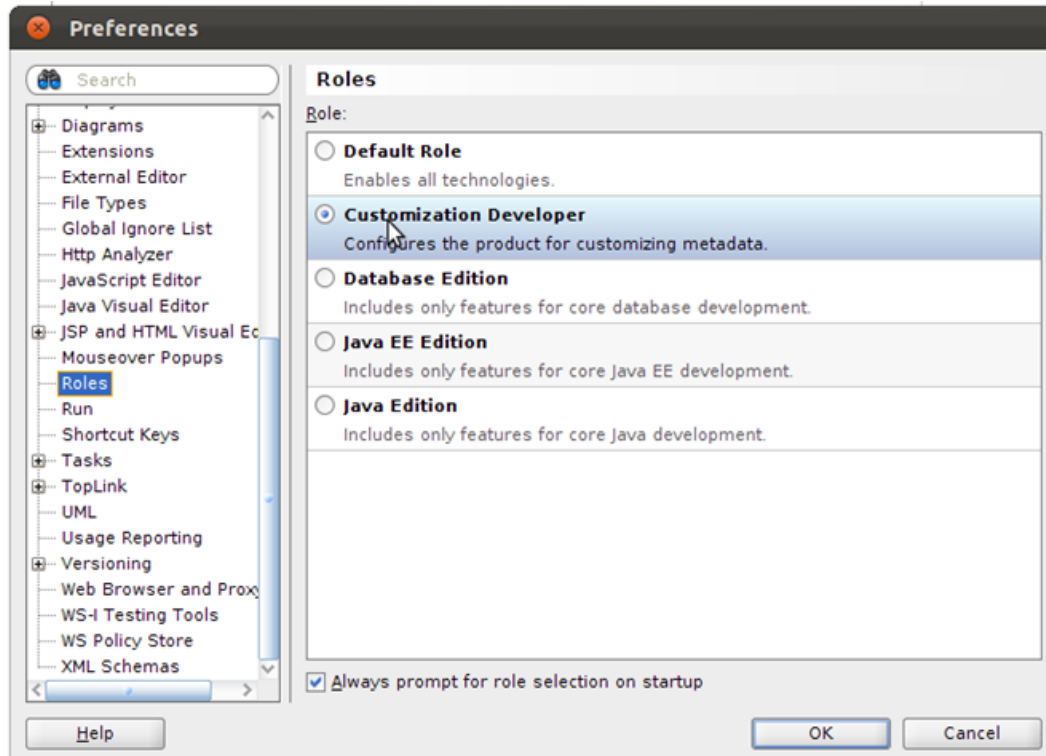 Preferences
Search
Diagrams
Extensions
External Editor
File Types
Global Ignore List
Http Analyzer
JavaScript Editor
Java Visual Editor
JSP and HTML Visual Ec
Mouseover Popups
Roles
Run
Shortcut Keys
Tasks
TopLink
UML
Usage Reporting
Versioning
Web Browser and Proxy
WS-I Testing Tools
WS Policy Store
XML Schemas
Help
Roles
Role:
Default Role
Enables all technologies.
Customization Developer
Configures the product for customizing metadata.
Database Edition
Includes only features for core database development.
Java EE Edition
Includes only features for core Java EE development.
Java Edition
Includes only features for core Java development.
Always prompt for role selection on startup
OK
Cancel